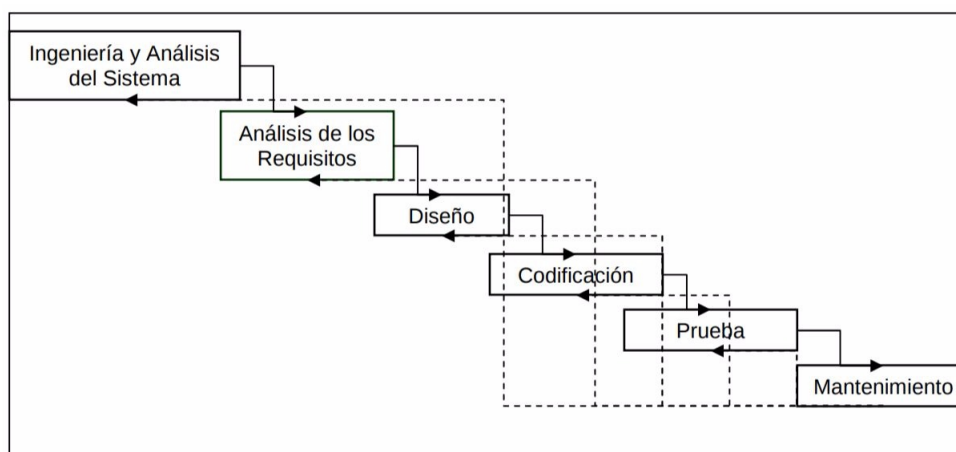 Ingeniería y Análisis
del Sistema
Análisis de los
Requisitos
Diseño
Codificación
Prueba
Mantenimiento